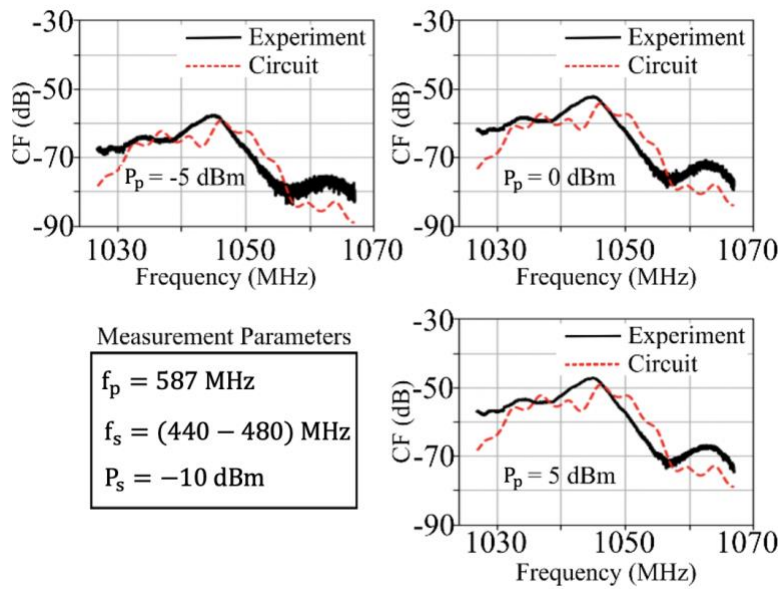 -30
-50
-70
-90
CF (dB)
Experiment
Circuit
Pp = -5 dBm
1030
1050
1070
Frequency (MHz)
-30
-50
-70
-90
CF (dB)
Experiment
Circuit
Pp = 0 dBm
1030
1050
1070
Frequency (MHz)
Measurement Parameters
fp = 587 MHz
fs = (440 − 480) MHz
Ps = −10 dBm
-30
-50
-70
-90
CF (dB)
Experiment
Circuit
Pp = 5 dBm
1030
1050
1070
Frequency (MHz)